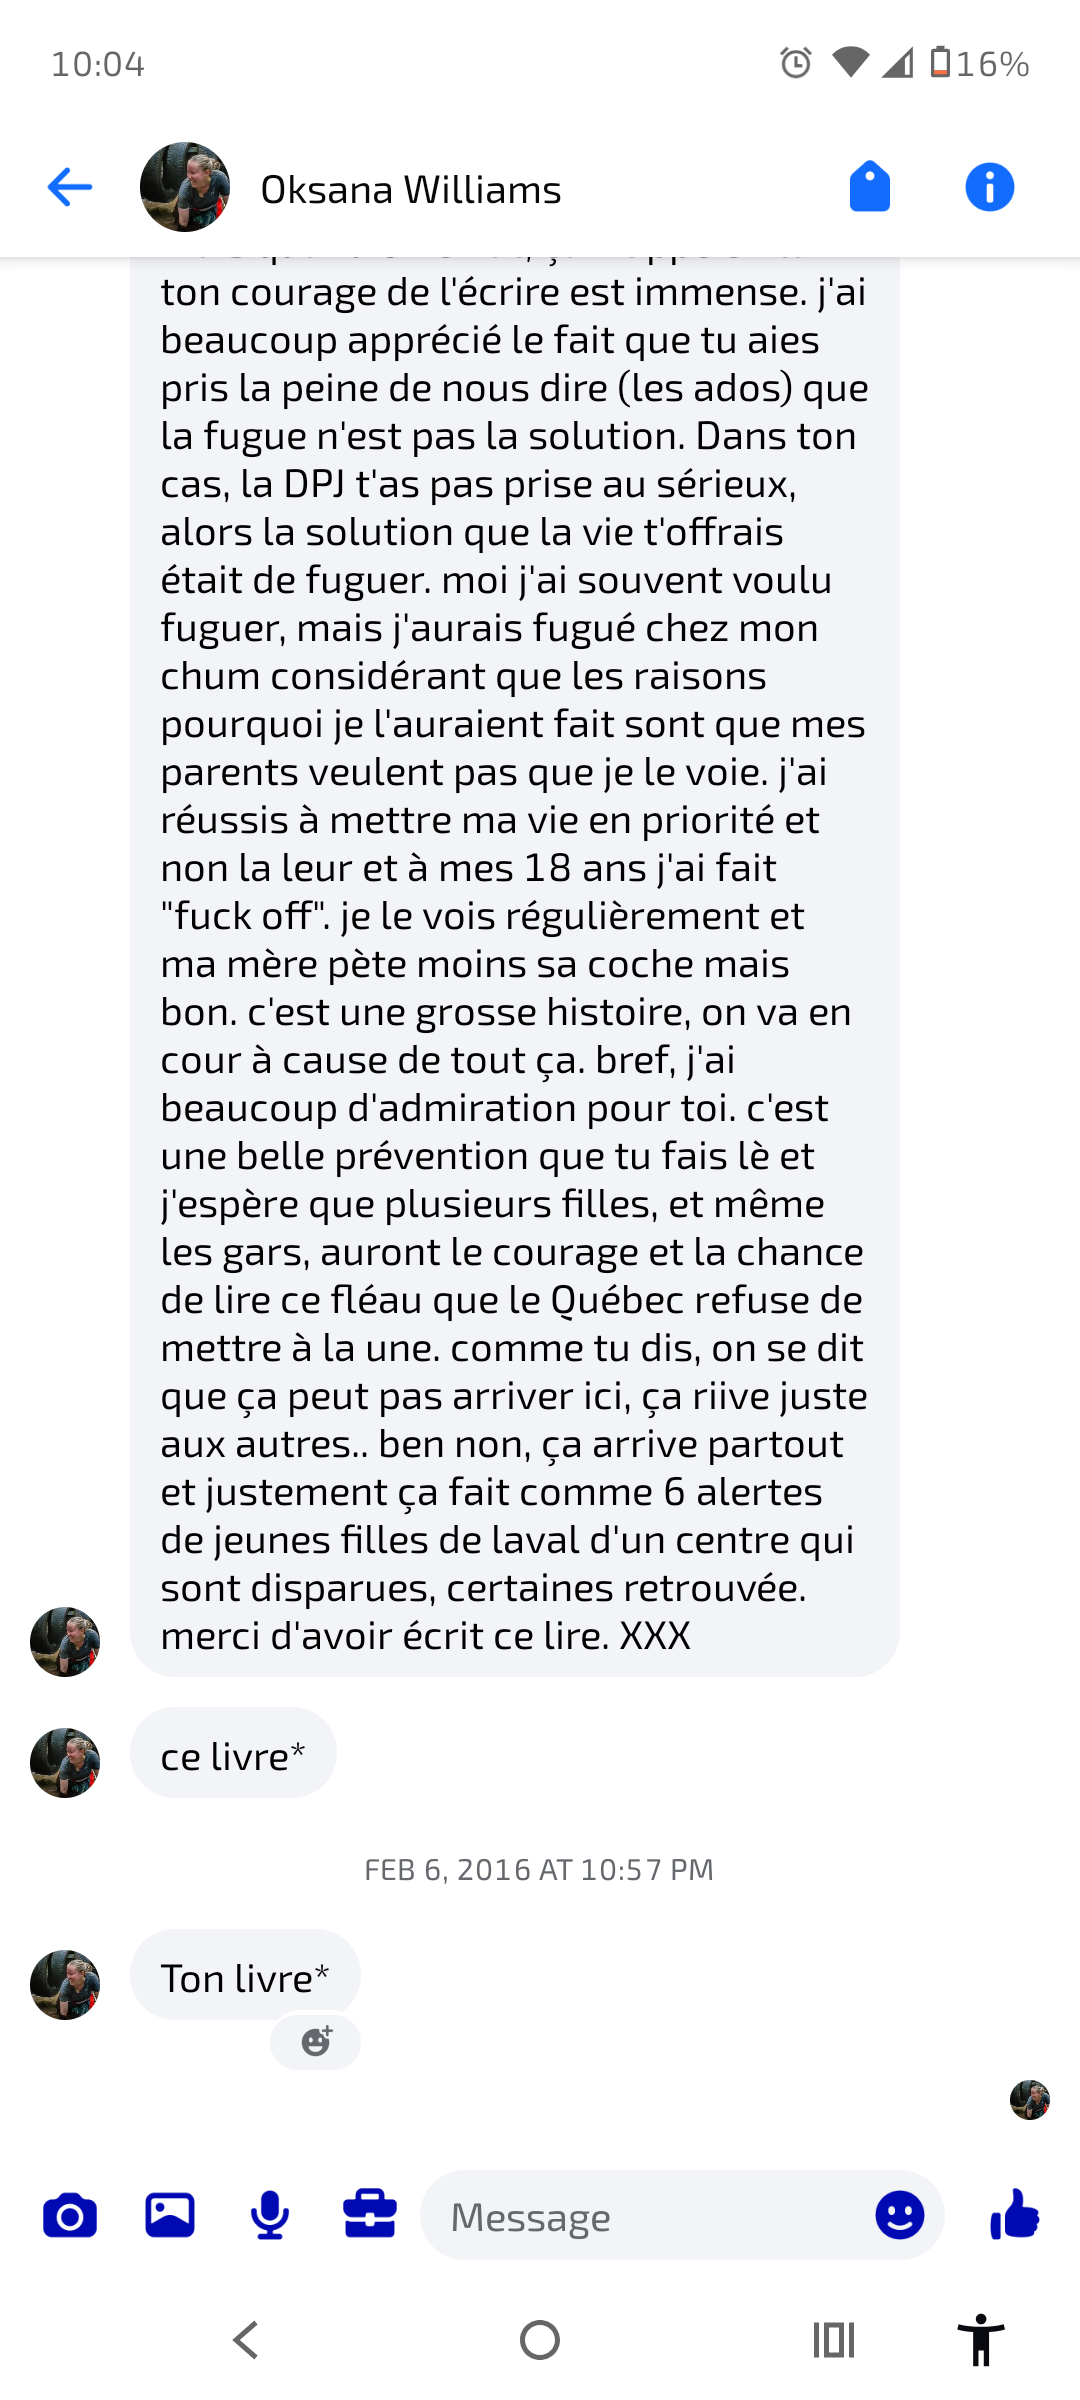 10:04
16%
Oksana Williams
ton courage de l'écrire est immense. j'ai
beaucoup apprécié le fait que tu aies
pris la peine de nous dire (les ados) que
la fugue n'est pas la solution. Dans ton
cas, la DPJ t'as pas prise au sérieux,
alors la solution que la vie t'offrais
était de fuguer. moi j'ai souvent voulu
fuguer, mais j'aurais fugué chez mon
chum considérant que les raisons
pourquoi je l'auraient fait sont que mes
parents veulent pas que je le voie. j'ai
réussis à mettre ma vie en priorité et
non la leur et à mes 18 ans j'ai fait
"fuck off". je le vois régulièrement et
ma mère pète moins sa coche mais
bon. c'est une grosse histoire, on va en
cour à cause de tout ça. bref, j'ai
beaucoup d'admiration pour toi. c'est
une belle prévention que tu fais lè et
j'espère que plusieurs filles, et même
les gars, auront le courage et la chance
de lire ce fléau que le Québec refuse de
mettre à la une. comme tu dis, on se dit
que ça peut pas arriver ici, ça riive juste
aux autres.. ben non, ça arrive partout
et justement ça fait comme 6 alertes
de jeunes filles de laval d'un centre qui
sont disparues, certaines retrouvée.
merci d'avoir écrit ce lire. XXX
ce livre*
FEB 6, 2016 AT 10:57 PM
Ton livre*
Message